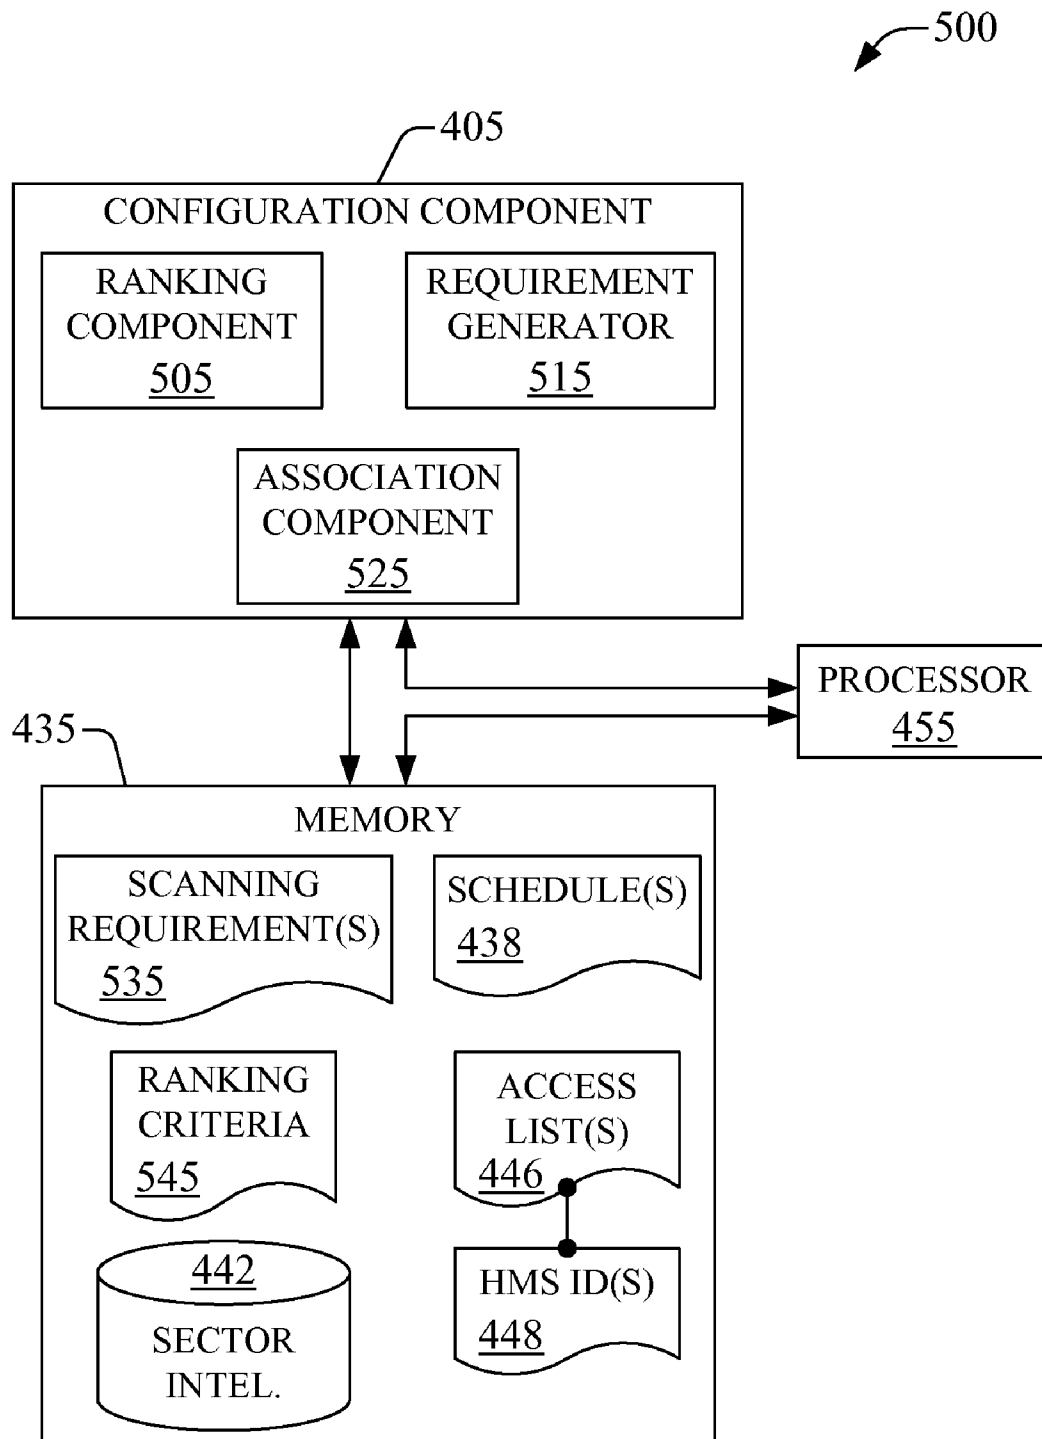 500
405
CONFIGURATION COMPONENT
RANKING
COMPONENT
505
REQUIREMENT
GENERATOR
515
ASSOCIATION
COMPONENT
525
PROCESSOR
455
435
MEMORY
SCANNING
REQUIREMENT(S)
535
SCHEDULE(S)
438
RANKING
CRITERIA
545
ACCESS
LIST(S)
446
442
SECTOR
INTEL.
HMS ID(S)
448